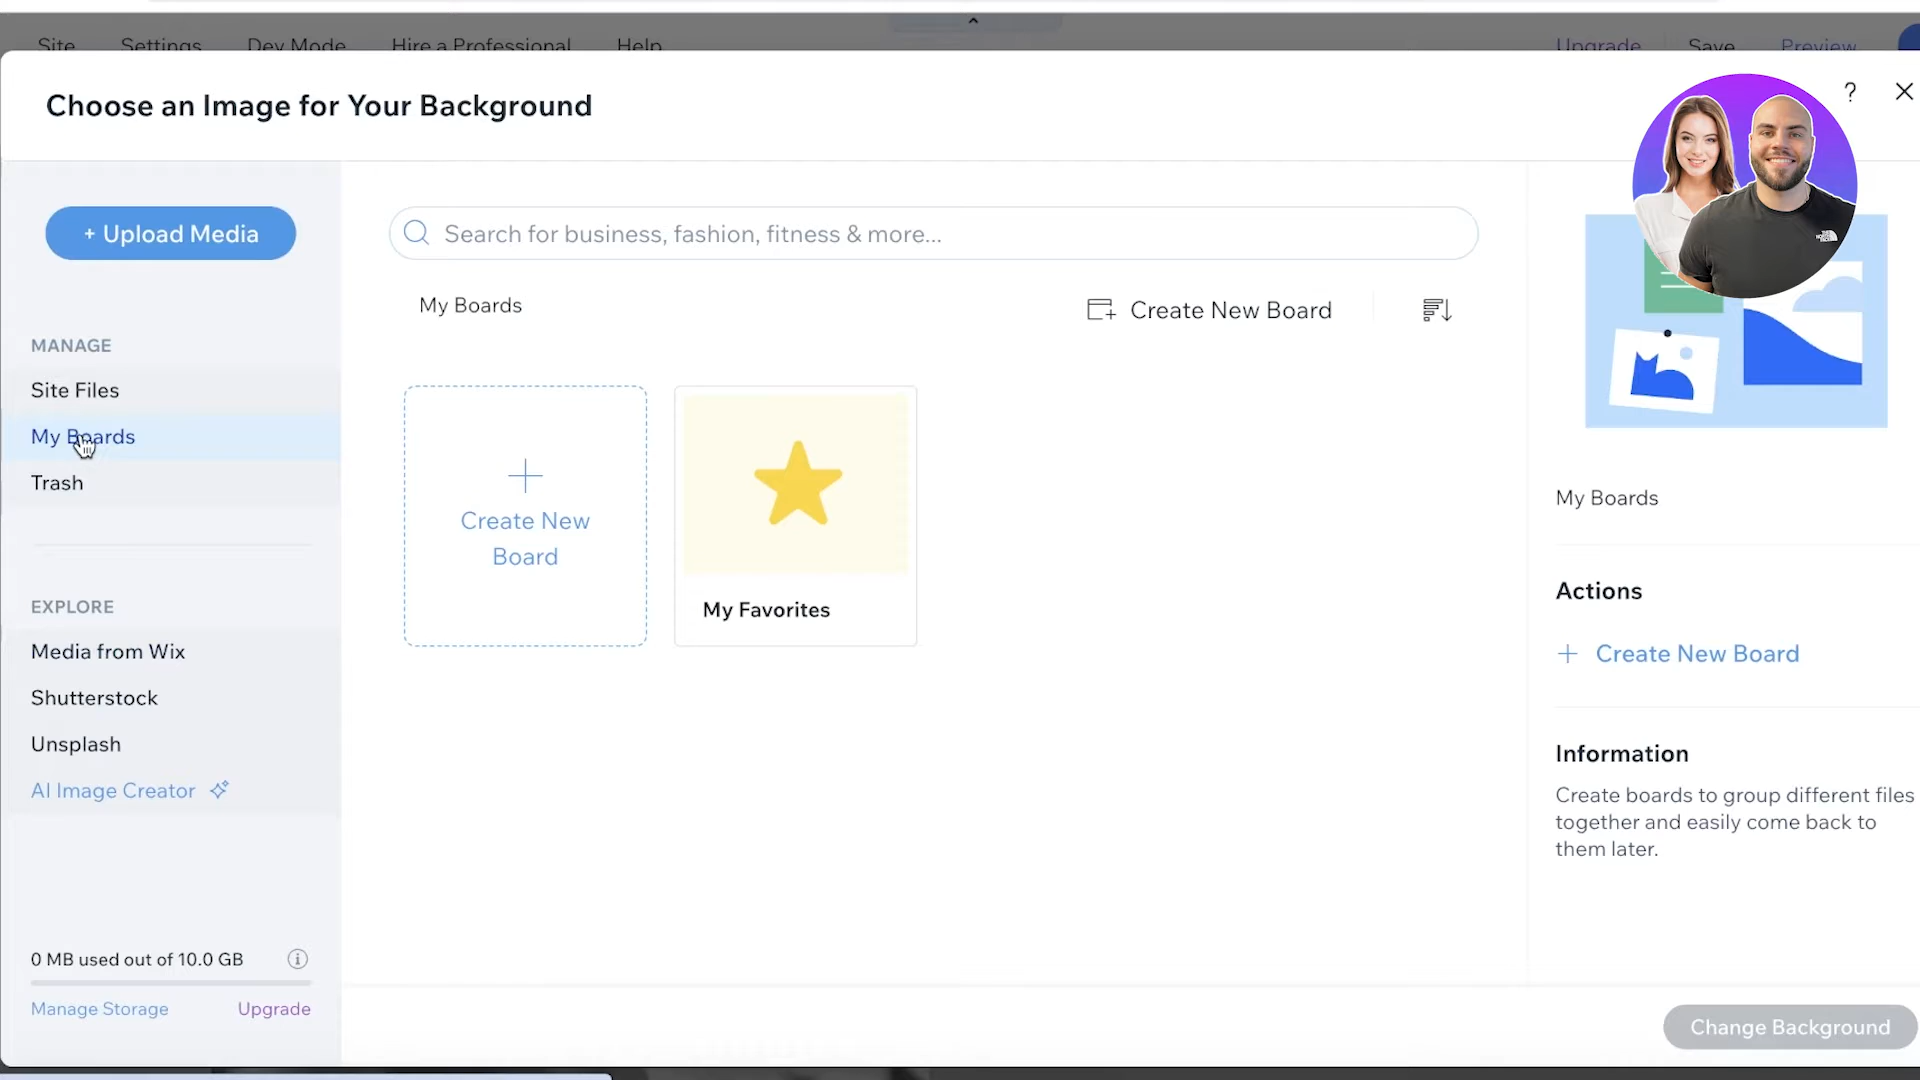 Site Settings Dev Mode Hire a Professional Help Upgrade Save Preview
Choose an Image for Your Background
?
+ Upload Media
Search for business, fashion, fitness & more...
My Boards
Create New Board
MANAGE
Site Files
My Boards
Trash
Create New
Board
My Favorites
EXPLORE
Media from Wix
Shutterstock
Unsplash
AI Image Creator
0 MB used out of 10.0 GB
Manage Storage
Upgrade
My Boards
Actions
+ Create New Board
Information
Create boards to group different files
together and easily come back to
them later.
Change Background